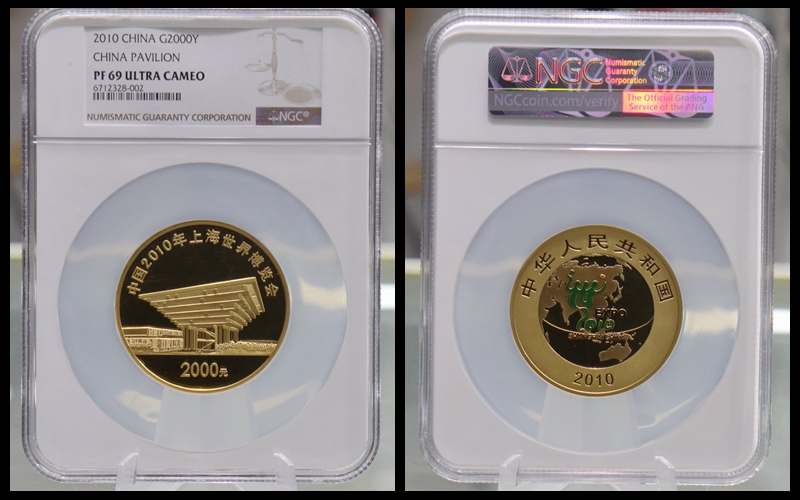 2010 CHINA G2000Y
CHINA PAVILION
PF 69 ULTRA CAMEO
6712328-002
NUMISMATIC GUARANTY CORPORATION
NGC®
中国2010年上海世界博览会
2000元
NGC
Numismatic
Guaranty
Corporation
NGCcoin.com/verify
The Official Grading
Service of the ANA
中华人民共和国
EXPO
2010
2010